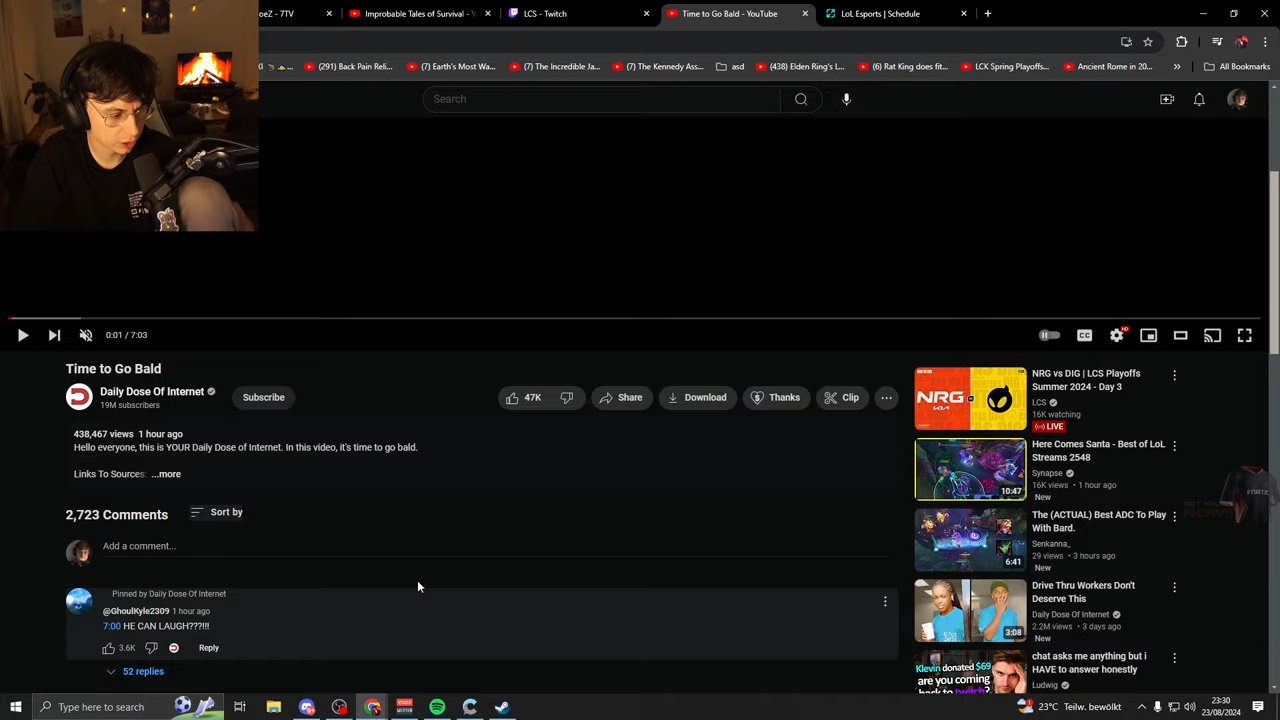 oeZ - 7TV
Improbable Tales of Survival - Y
LCS - Twitch
Time to Go Bald - YouTube
LoL Esports | Schedule
(291) Back Pain Reli...
(7) Earth's Most Wa...
(7) The Incredible Ja...
(7) The Kennedy Ass...
asd
(438) Elden Ring's L...
(6) Rat King does fit...
LCK Spring Playoffs...
Ancient Rome in 20...
All Bookmarks
Search
0:01 / 7:03
CC
HD
Time to Go Bald
Daily Dose Of Internet
19M subscribers
Subscribe
47K
Share
Download
Thanks
Clip
438,467 views 1 hour ago
Hello everyone, this is YOUR Daily Dose of Internet. In this video, it's time to go bald.
Links To Sources: ...more
2,723 Comments
Sort by
Add a comment...
Pinned by Daily Dose Of Internet
@GhoulKyle2309 1 hour ago
7:00 HE CAN LAUGH???!!!
3.6K
Reply
52 replies
NRG
KIA
NRG vs DIG | LCS Playoffs
Summer 2024 - Day 3
LCS
16K watching
LIVE
10:47
Here Comes Santa - Best of LoL
Streams 2548
Synapse
16K views • 1 hour ago
New
6:41
The (ACTUAL) Best ADC To Play
With Bard.
Senkanna_
29 views • 3 hours ago
New
3:08
Drive Thru Workers Don't
Deserve This
Daily Dose Of Internet
2.2M views • 3 days ago
New
Klevin donated $69
are you coming
back to twitch?
chat asks me anything but i
HAVE to answer honestly
Ludwig
Type here to search
23°C Teilw. bewölkt
23:30
23/08/2024